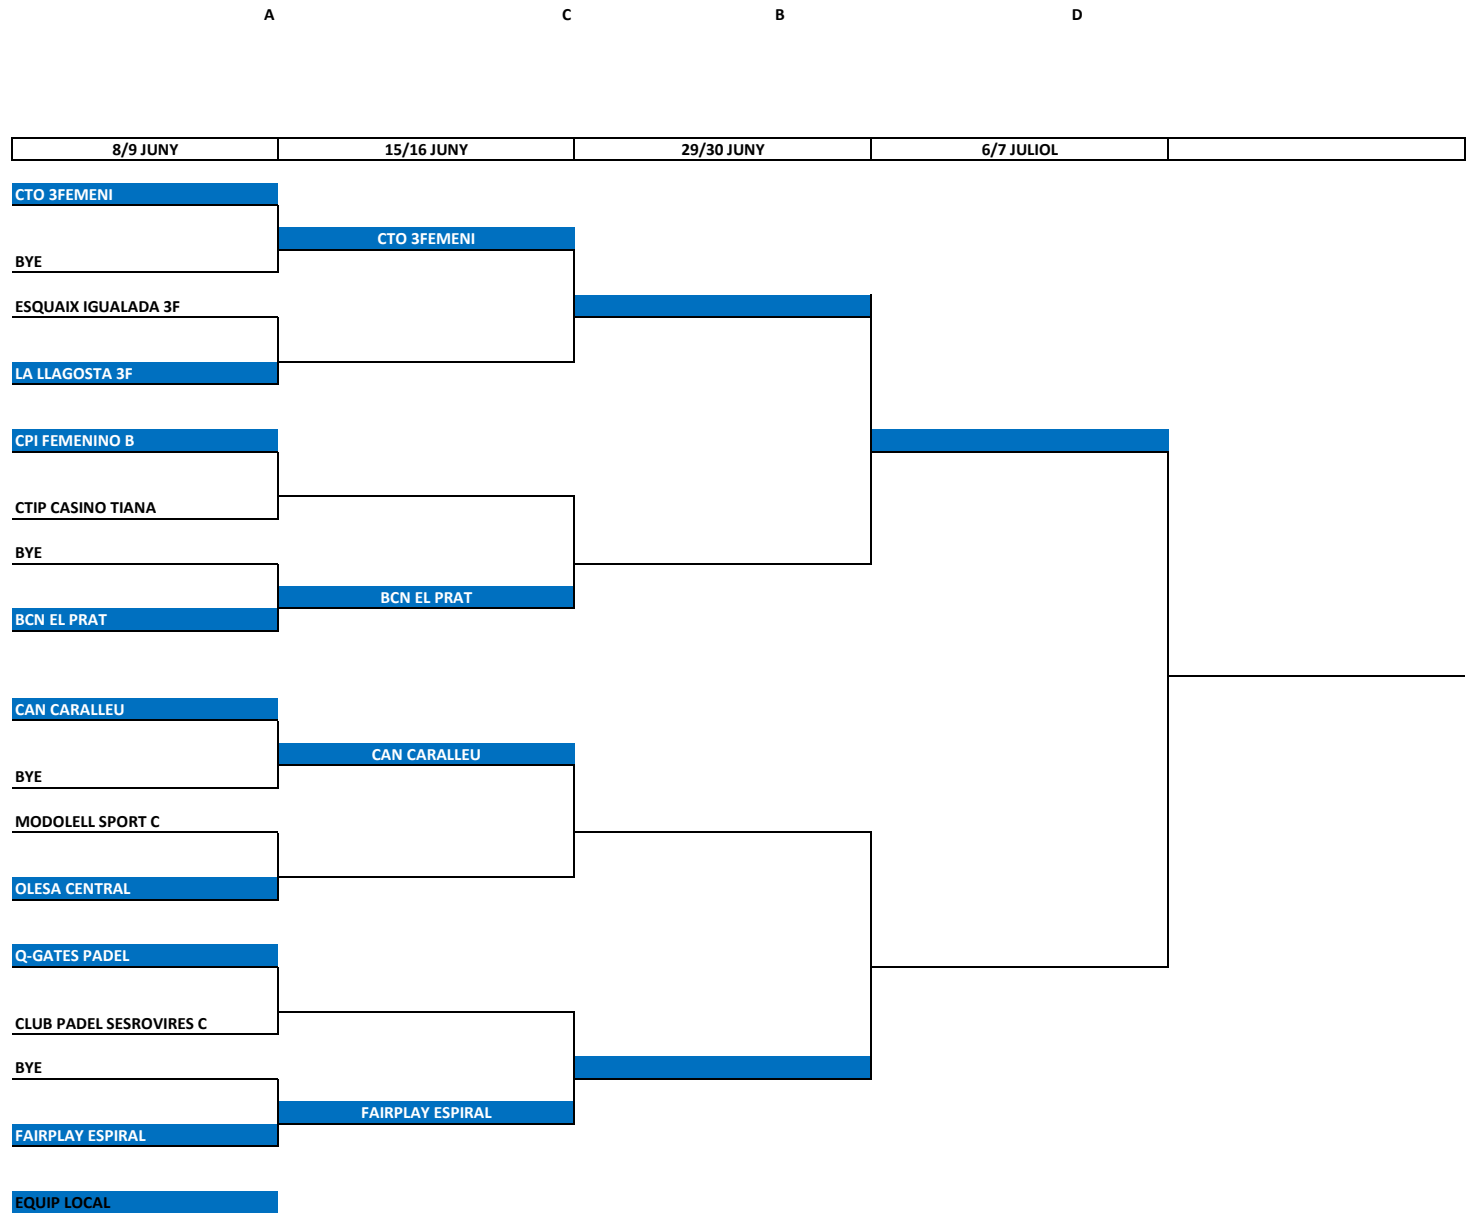 A C B D
8/9 JUNY 15/16 JUNY 29/30 JUNY 6/7 JULIOL
CTO 3FEMENI
CTO 3FEMENI
BYE
ESQUAIX IGUALADA 3F
LA LLAGOSTA 3F
CPI FEMENINO B
CTIP CASINO TIANA
BYE
BCN EL PRAT
BCN EL PRAT
CAN CARALLEU
CAN CARALLEU
BYE
MODOLELL SPORT C
OLESA CENTRAL
Q-GATES PADEL
CLUB PADEL SESROVIRES C
BYE
FAIRPLAY ESPIRAL
FAIRPLAY ESPIRAL
EQUIP LOCAL